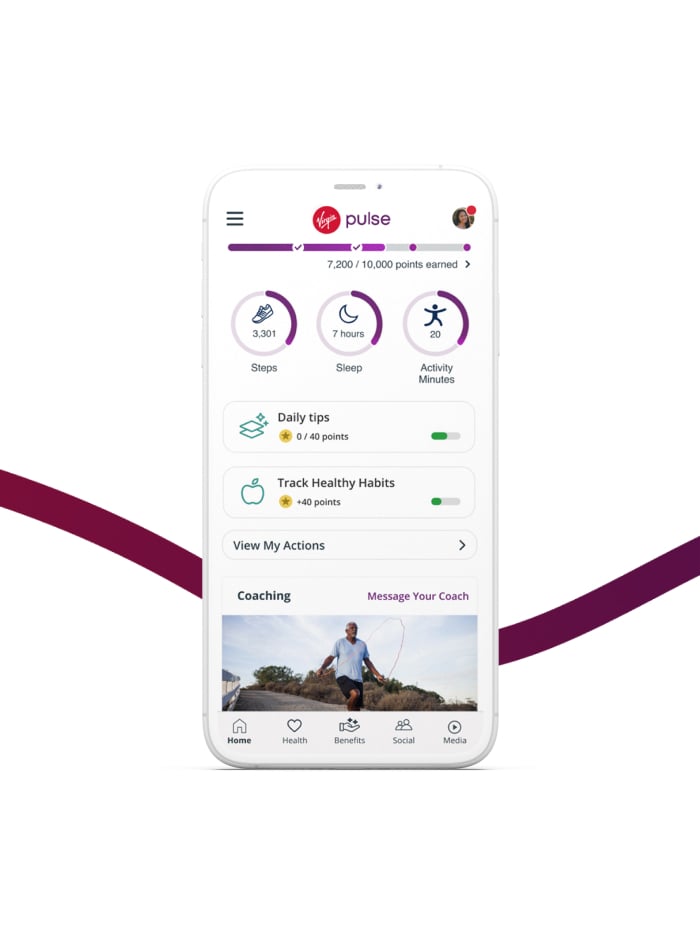 Virgin pulse
7,200 / 10,000 points earned
3,301
7 hours
20
Steps
Sleep
Activity
Minutes
Daily tips
0 / 40 points
Track Healthy Habits
+40 points
View My Actions
Coaching
Message Your Coach
Home
Health
Benefits
Social
Media